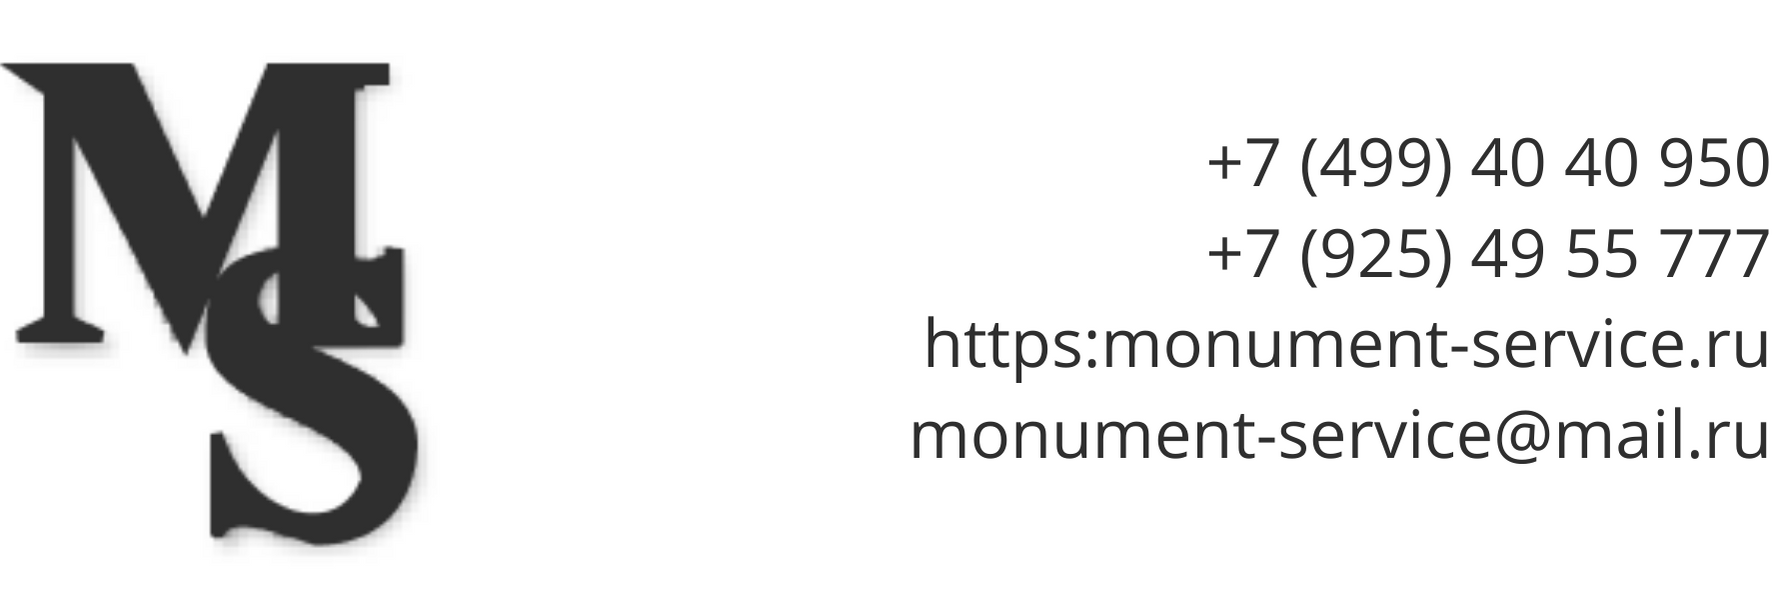 MS
+7 (499) 40 40 950
+7 (925) 49 55 777
https:monument-service.ru
monument-service@mail.ru